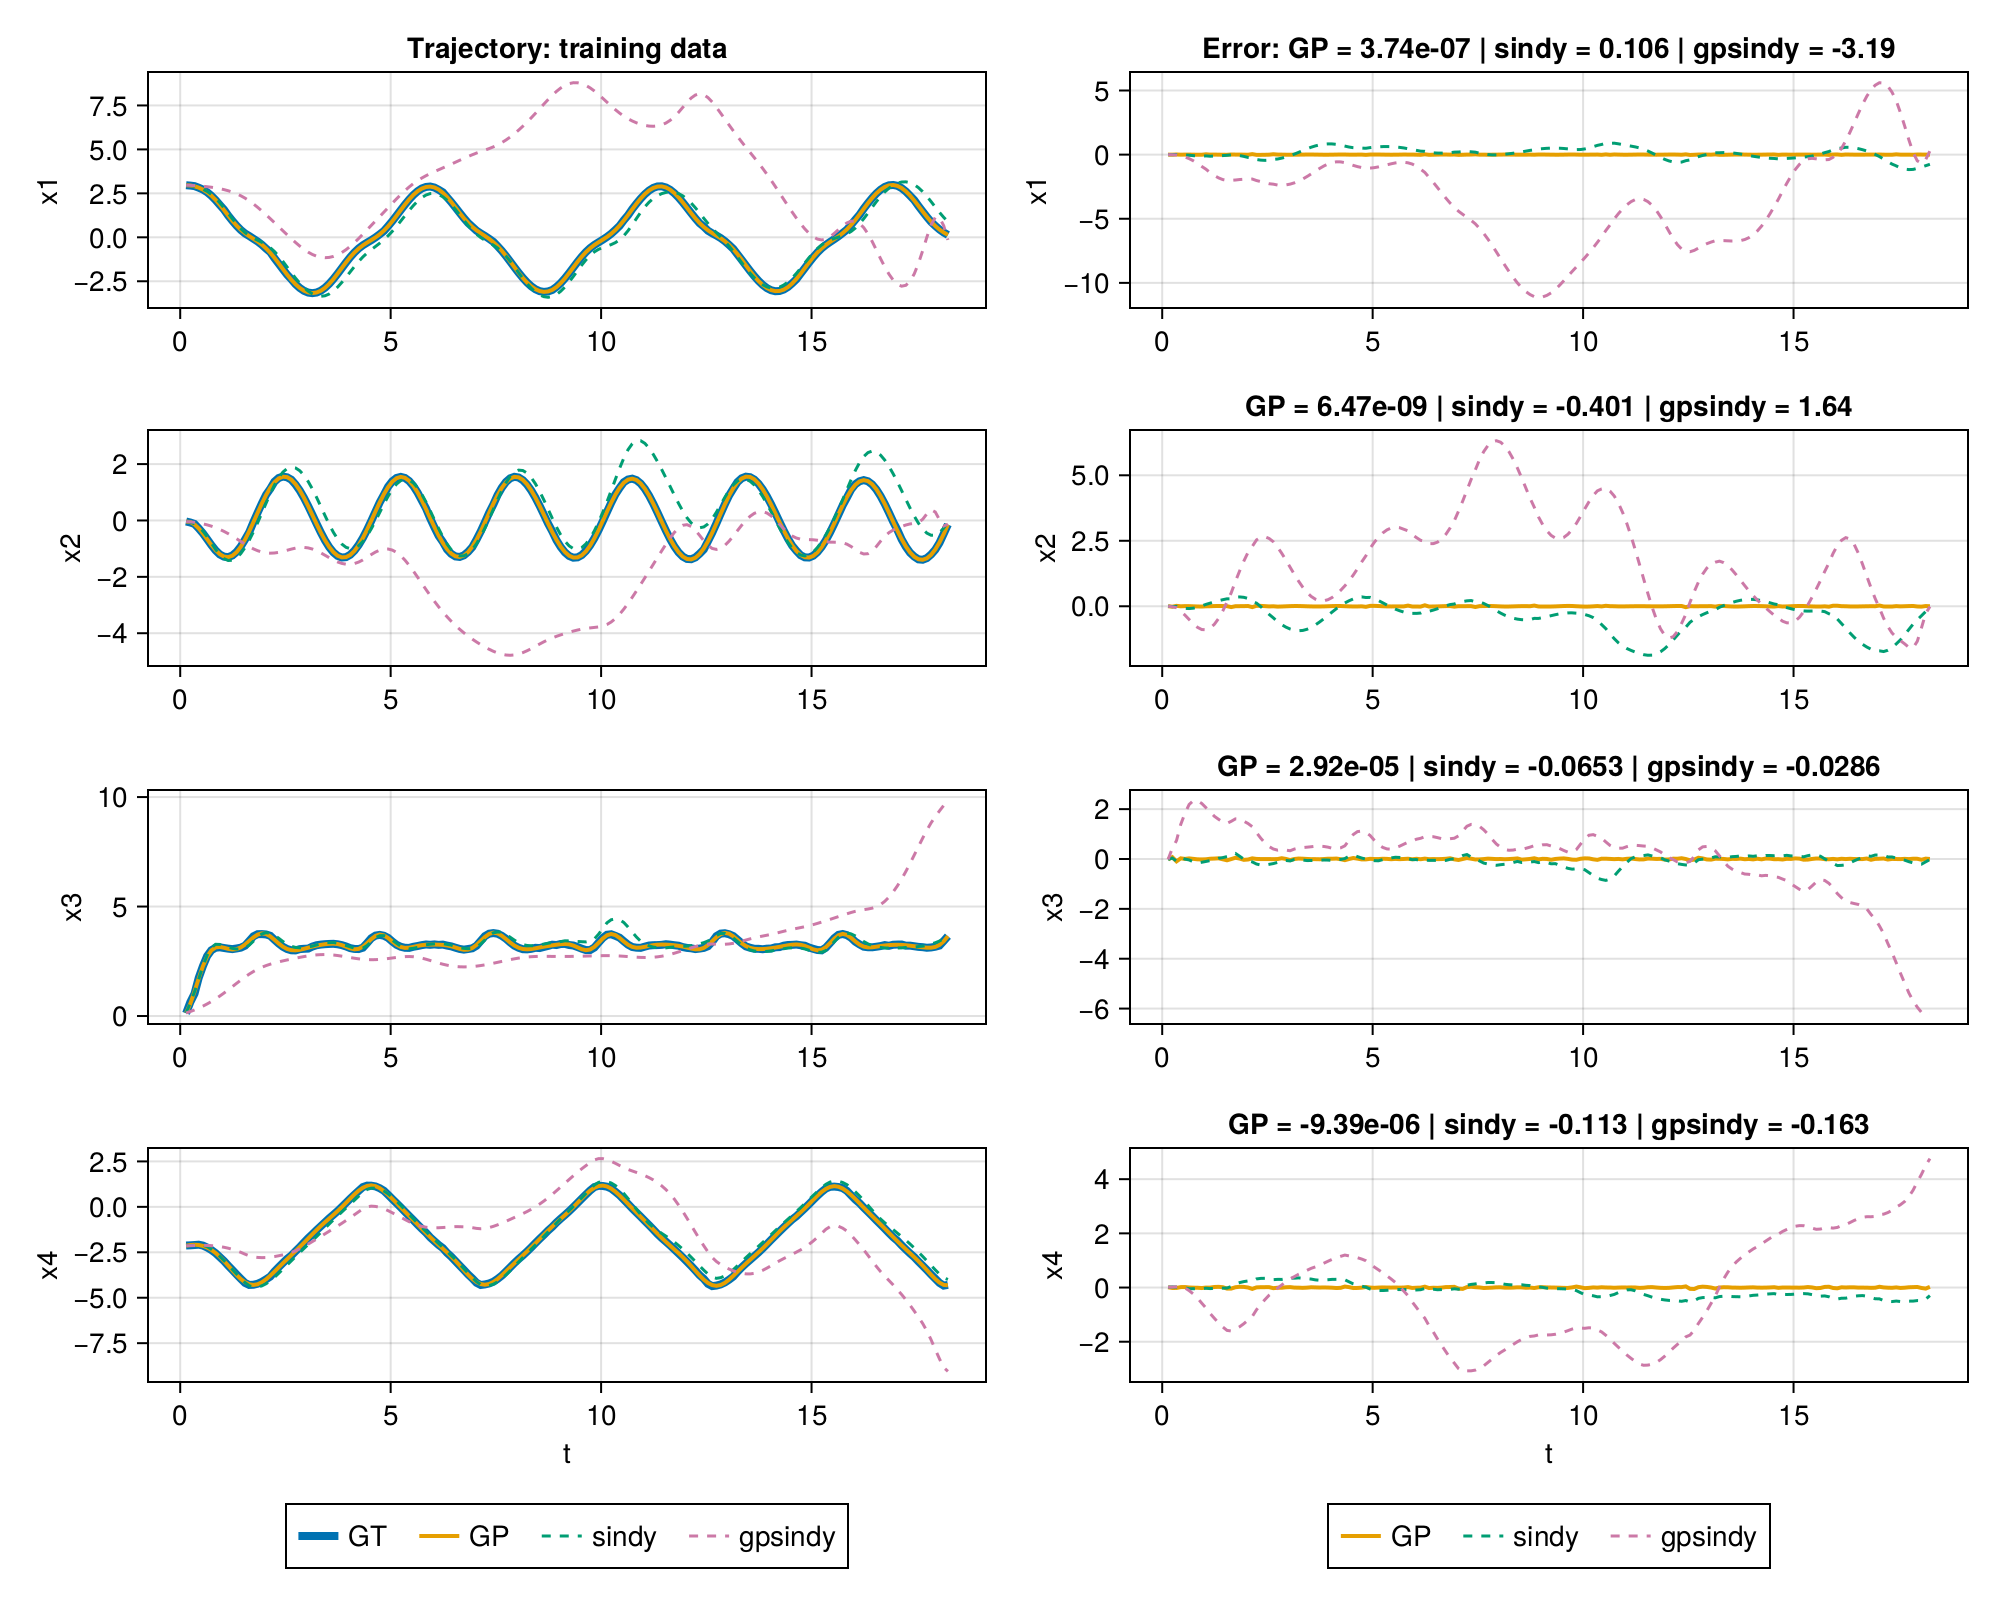 Trajectory: training data
7.5
5.0
2.5
0.0
−2.5
x1
0 5 10 15
Error: GP = 3.74e-07 | sindy = 0.106 | gpsindy = -3.19
5
0
−5
−10
x1
0 5 10 15
2
0
−2
−4
x2
0 5 10 15
GP = 6.47e-09 | sindy = -0.401 | gpsindy = 1.64
5.0
2.5
0.0
x2
0 5 10 15
10
5
0
x3
0 5 10 15
GP = 2.92e-05 | sindy = -0.0653 | gpsindy = -0.0286
2
0
−2
−4
−6
x3
0 5 10 15
2.5
0.0
−2.5
−5.0
−7.5
x4
0 5 10 15
t
GP = -9.39e-06 | sindy = -0.113 | gpsindy = -0.163
4
2
0
−2
x4
0 5 10 15
t
GT GP sindy gpsindy
GP sindy gpsindy